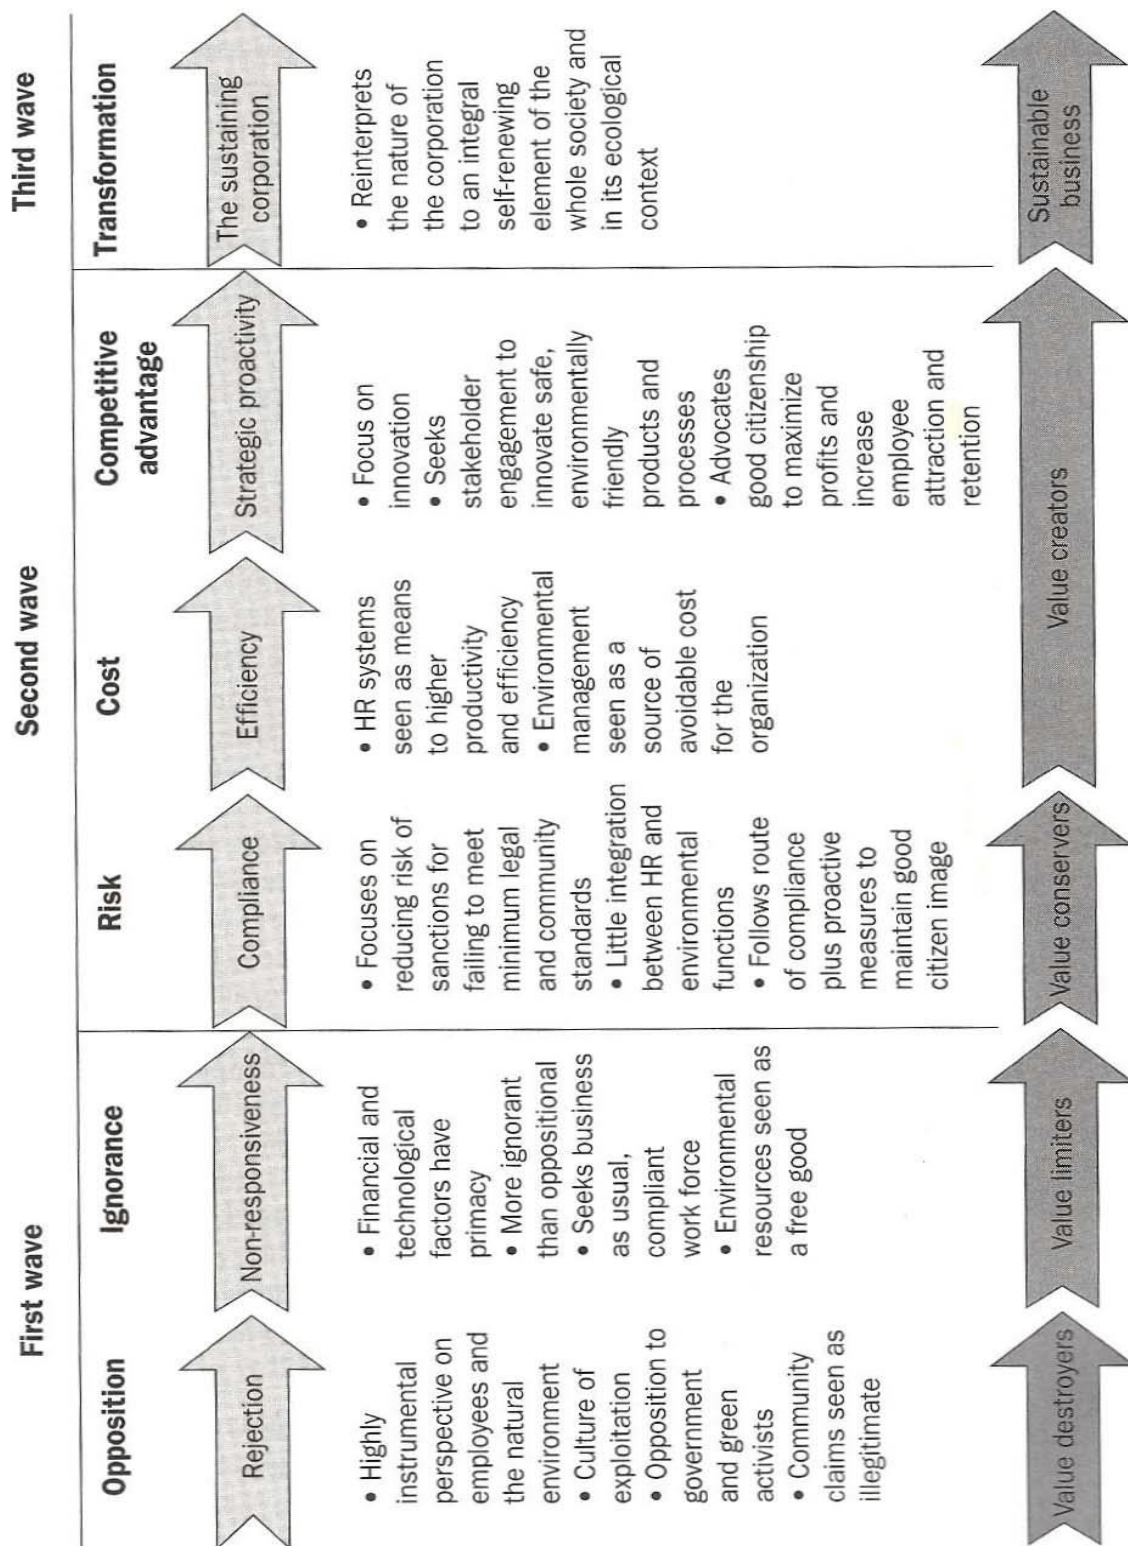 First wave
Second wave
Third wave
Opposition
Ignorance
Risk
Cost
Competitive
advantage
Transformation
Rejection
Non-responsiveness
Compliance
Efficiency
Strategic proactivity
The sustaining
corporation
• Highly
instrumental
perspective on
employees and
the natural
environment
• Culture of
exploitation
• Opposition to
government
and green
activists
• Community
claims seen as
illegitimate
• Financial and
technological
factors have
primacy
• More ignorant
than oppositional
• Seeks business
as usual,
compliant
work force
• Environmental
resources seen as
a free good
• Focuses on
reducing risk of
sanctions for
failing to meet
minimum legal
and community
standards
• Little integration
between HR and
environmental
functions
• Follows route
of compliance
plus proactive
measures to
maintain good
citizen image
• HR systems
seen as means
to higher
productivity
and efficiency
• Environmental
management
seen as a
source of
avoidable cost
for the
organization
• Focus on
innovation
• Seeks
stakeholder
engagement to
innovate safe,
environmentally
friendly
products and
processes
• Advocates
good citizenship
to maximize
profits and
increase
employee
attraction and
retention
• Reinterprets
the nature of
the corporation
to an integral
self-renewing
element of the
whole society and
in its ecological
context
Value destroyers
Value limiters
Value conservers
Value creators
Sustainable
business